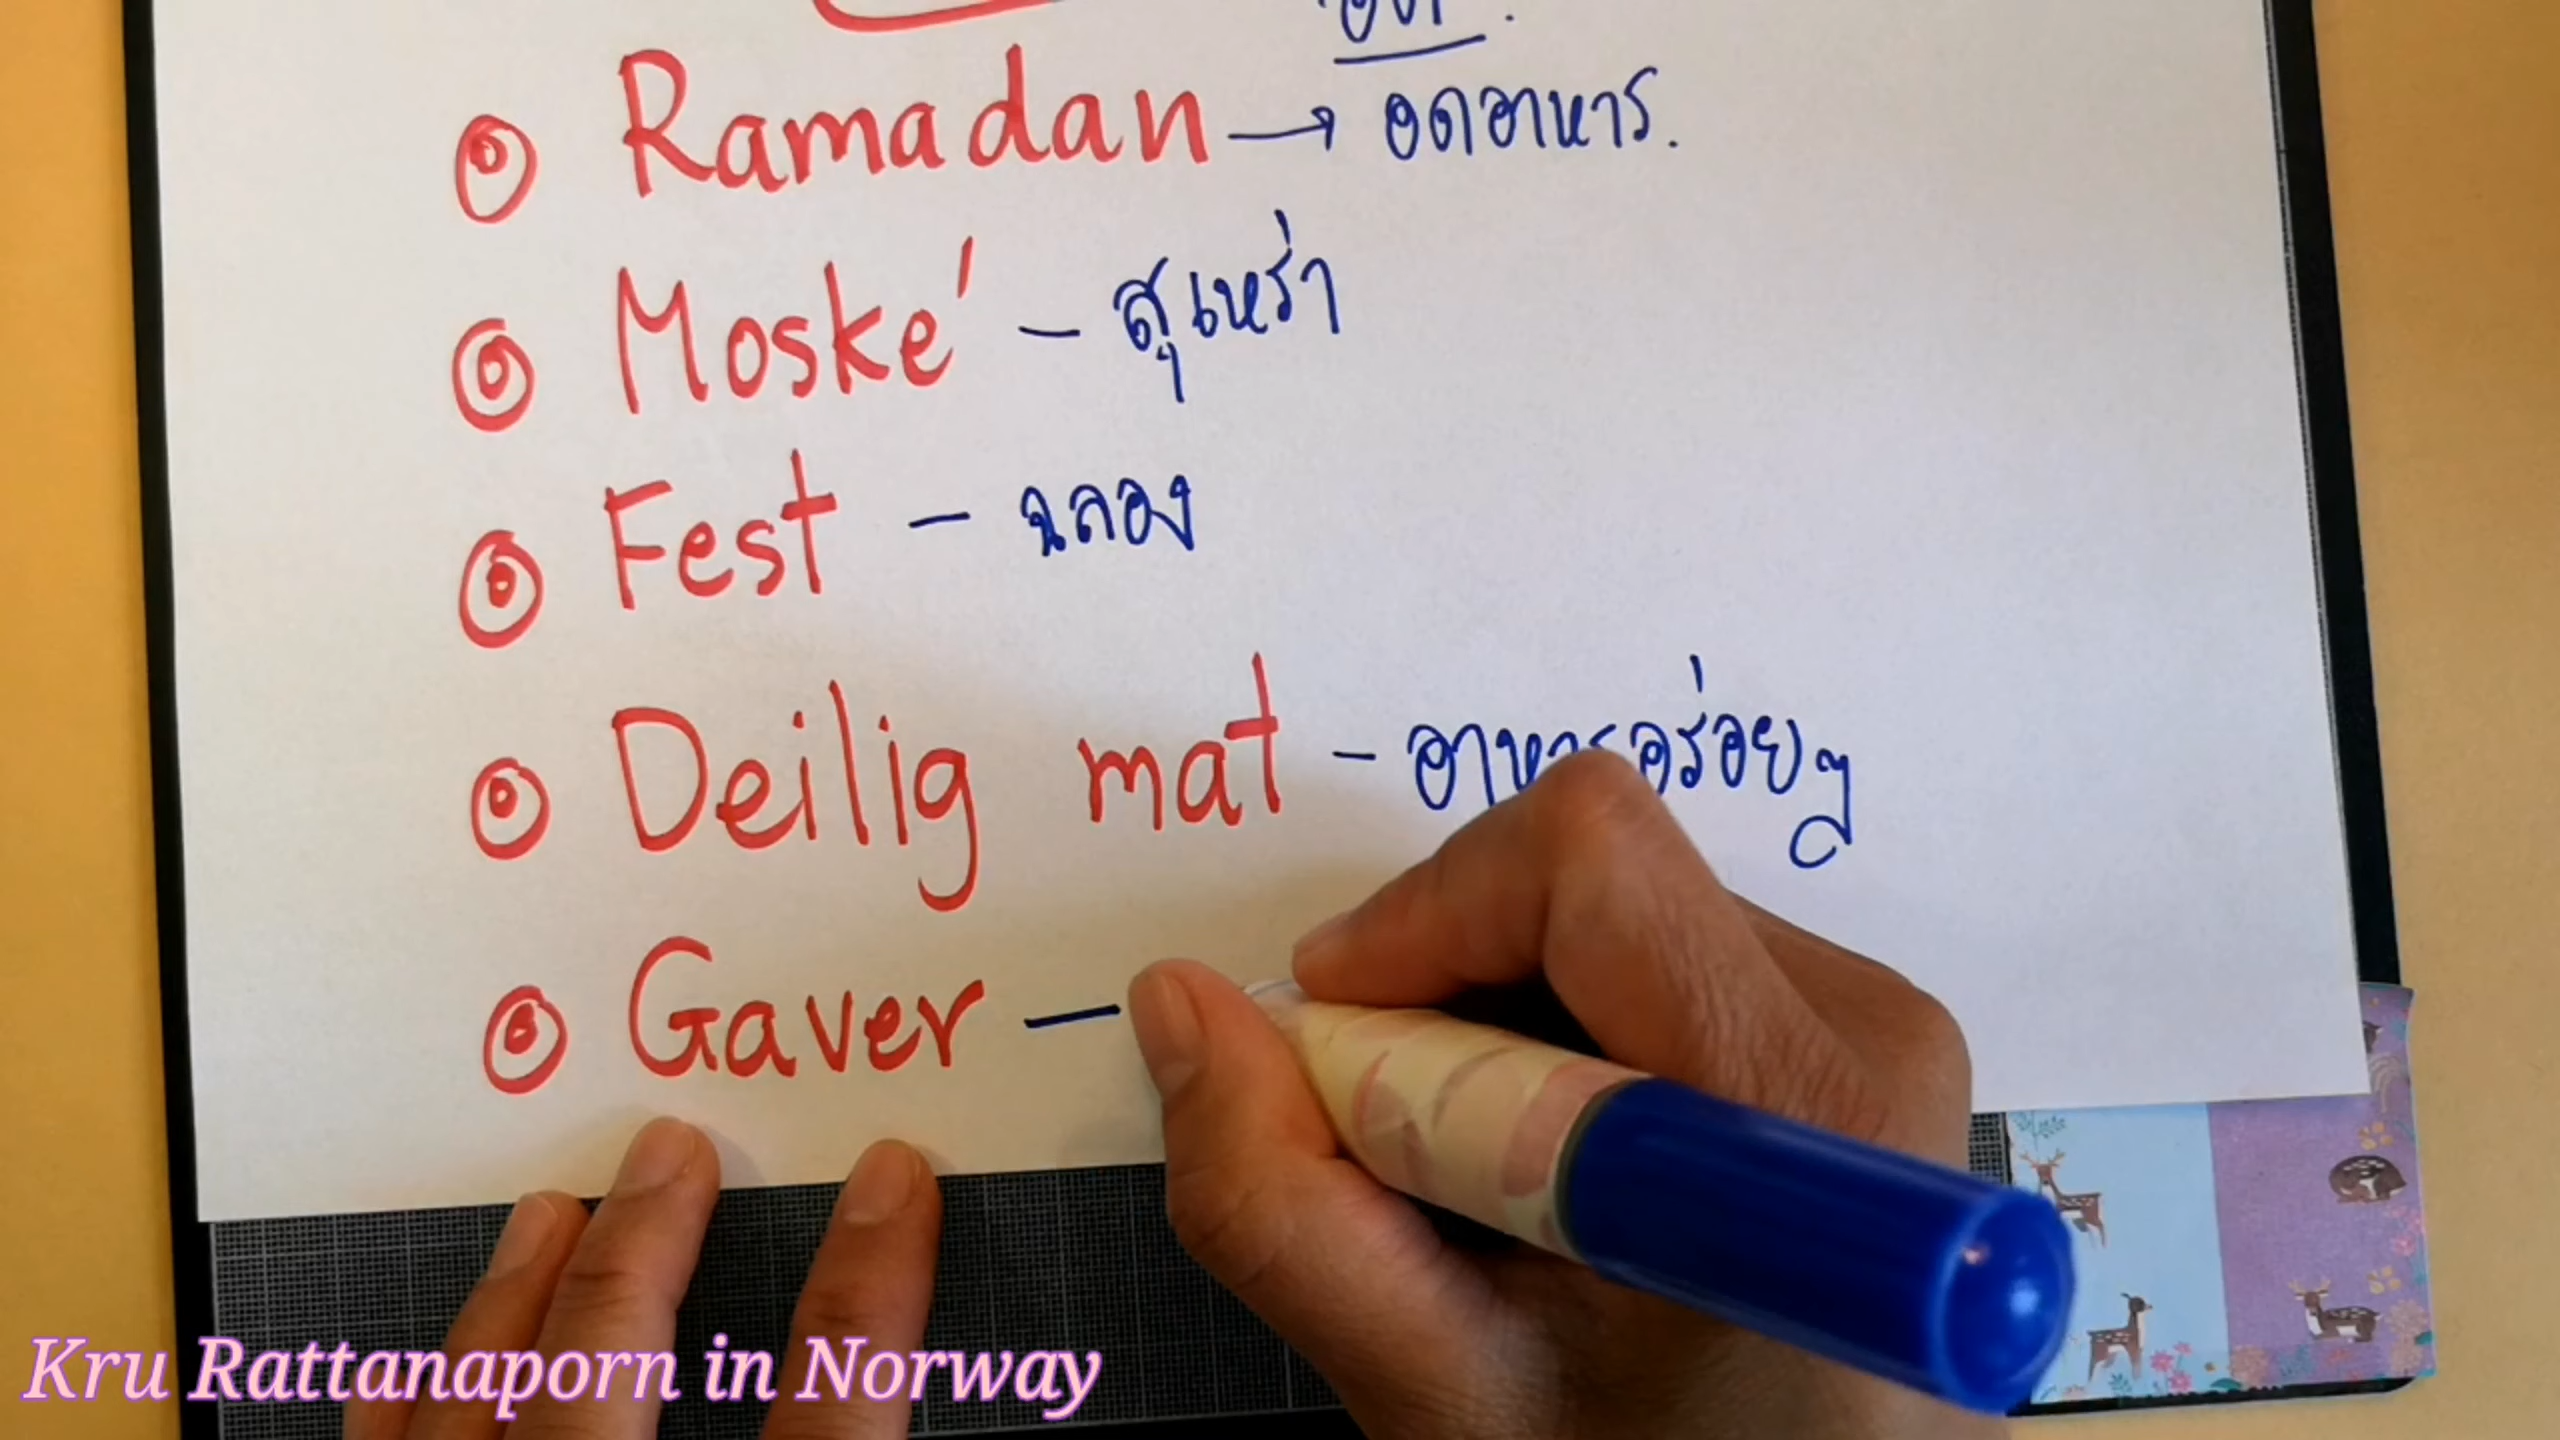 Ramadan → อดอาหาร.
Moske' - สุเหร่า
Fest - ฉลอง
Deilig mat - อาหารอร่อยๆ
Gaver -
Kru Rattanaporn in Norway